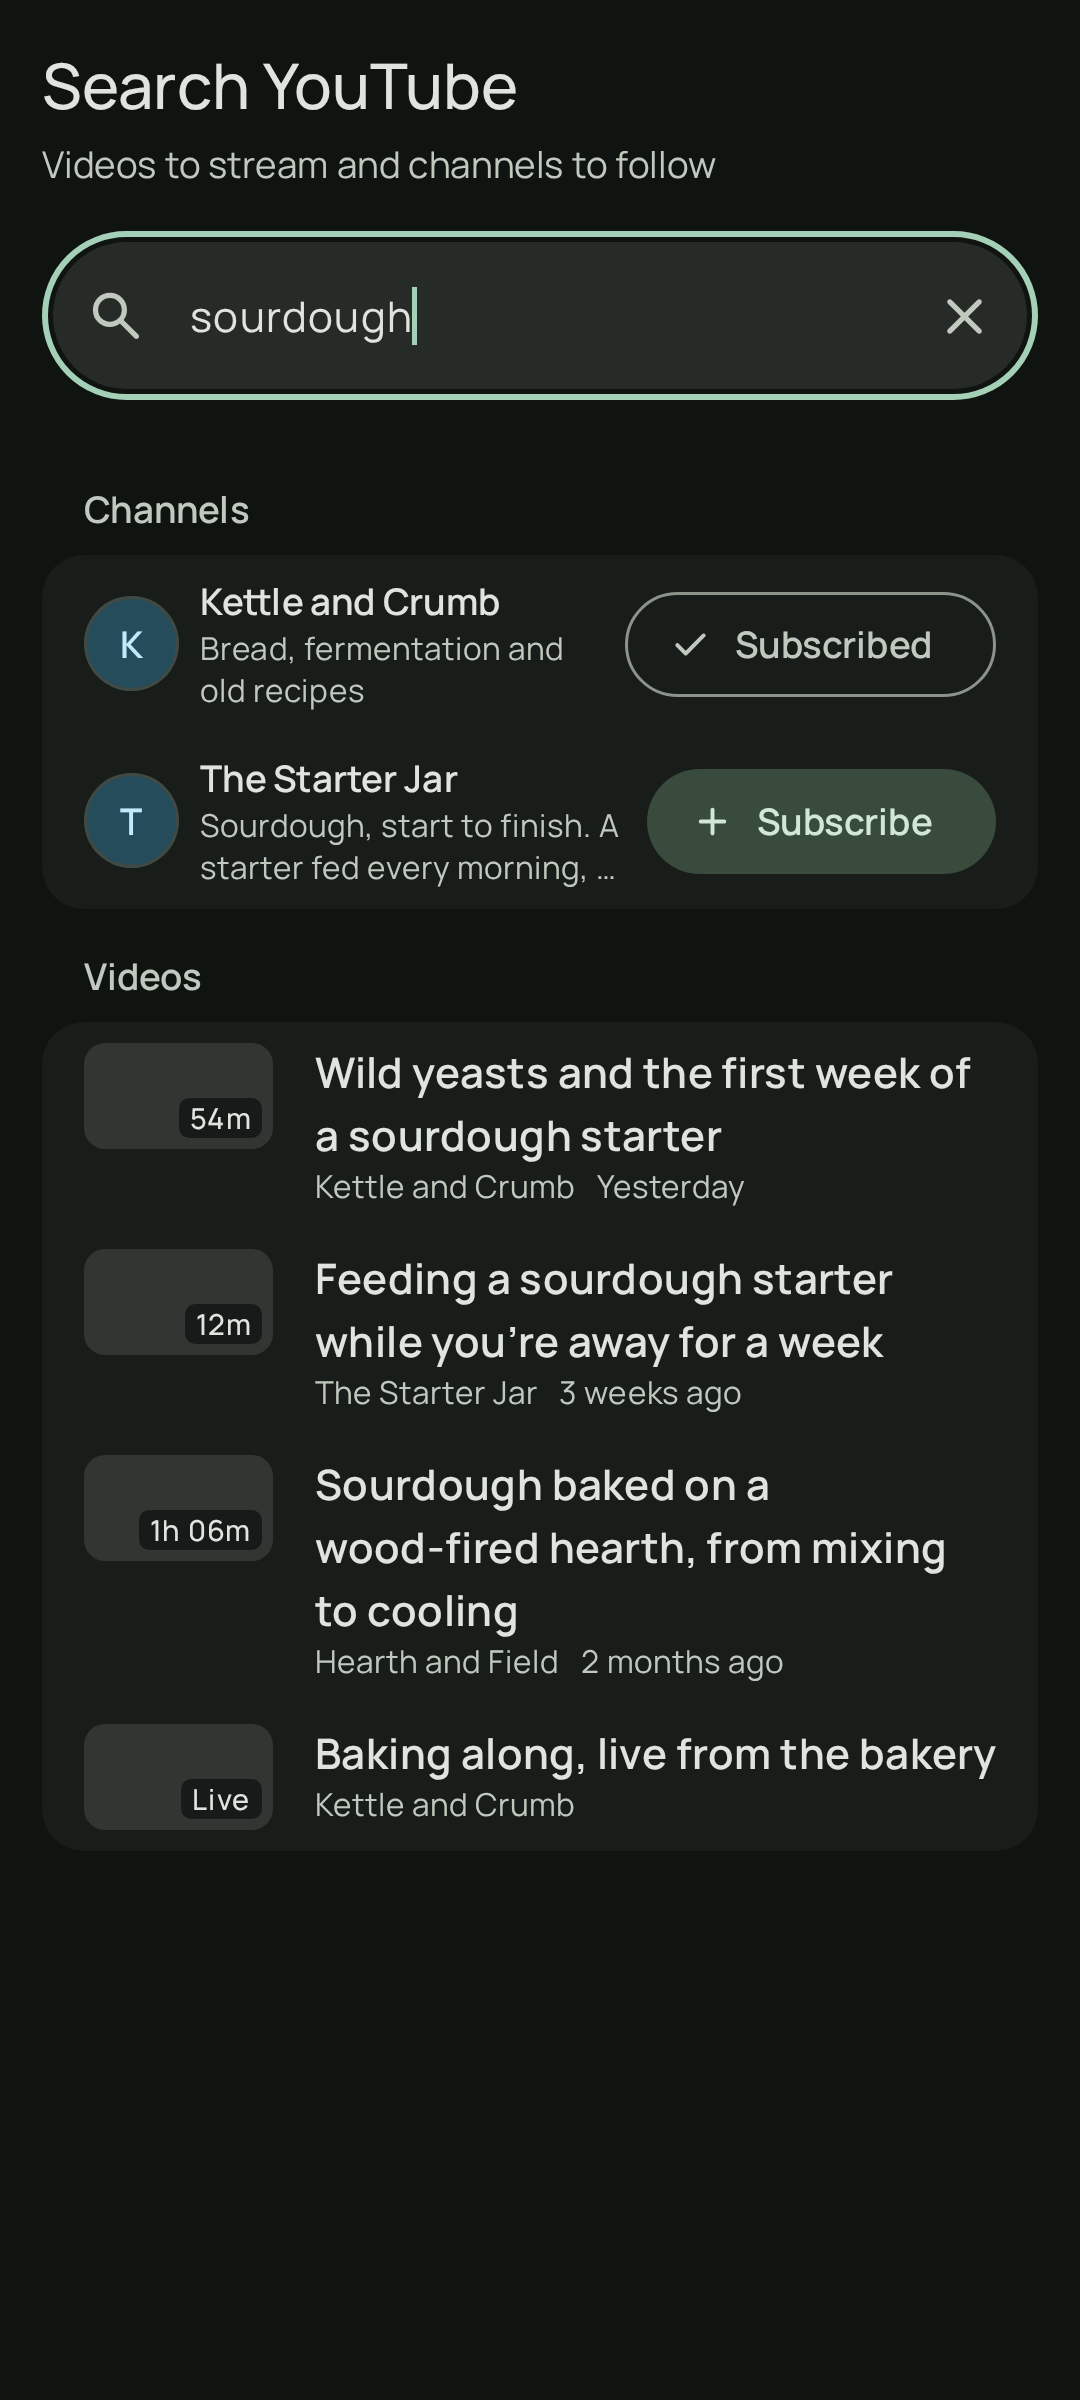 Search YouTube
Videos to stream and channels to follow
sourdough
Channels
K
Kettle and Crumb
Bread, fermentation and
old recipes
Subscribed
T
The Starter Jar
Sourdough, start to finish. A
starter fed every morning, …
Subscribe
Videos
54m
Wild yeasts and the first week of
a sourdough starter
Kettle and Crumb Yesterday
12m
Feeding a sourdough starter
while you’re away for a week
The Starter Jar 3 weeks ago
1h 06m
Sourdough baked on a
wood-fired hearth, from mixing
to cooling
Hearth and Field 2 months ago
Live
Baking along, live from the bakery
Kettle and Crumb